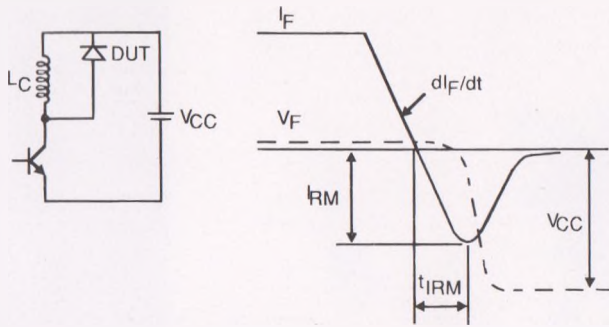 LC
DUT
VCC
IF
dIF/dt
VF
IRM
VCC
tIRM